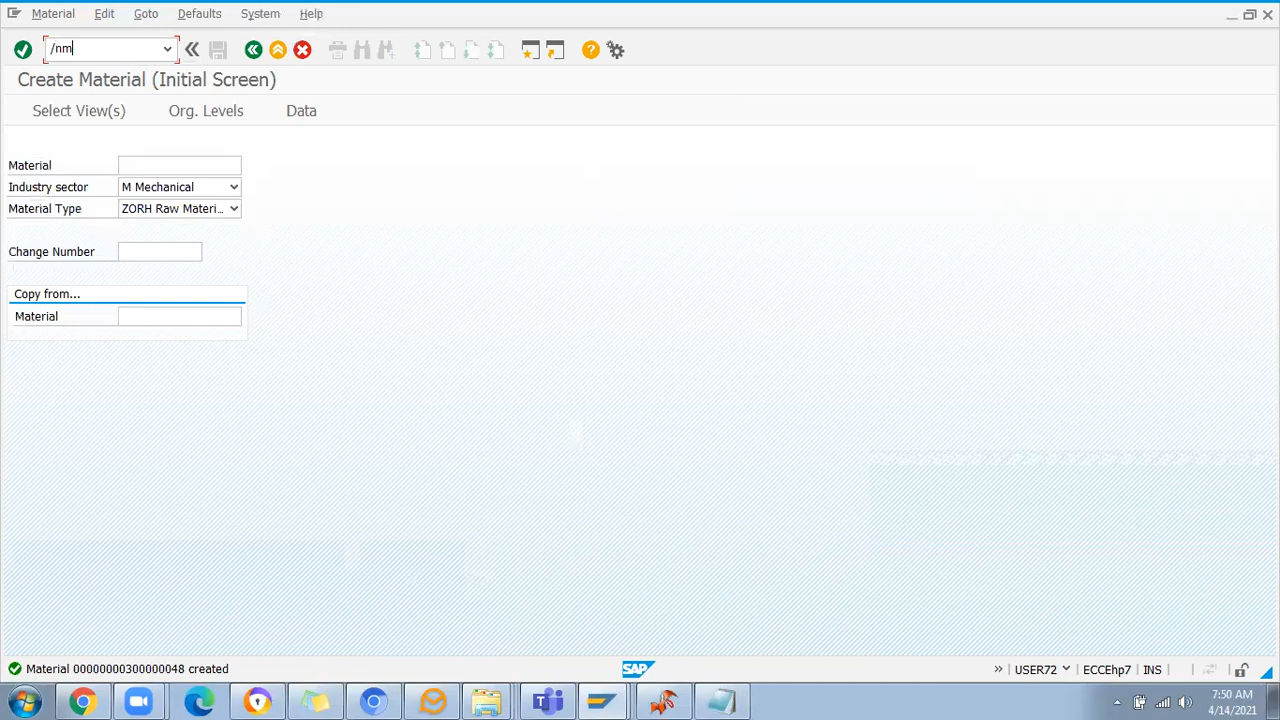 Material Edit Goto Defaults System Help
/nm
Create Material (Initial Screen)
Select View(s) Org. Levels Data
Material
Industry sector M Mechanical
Material Type ZORH Raw Materi...
Change Number
Copy from...
Material
Material 00000000300000048 created SAP USER72 ECCEhp7 INS
7:50 AM
4/14/2021